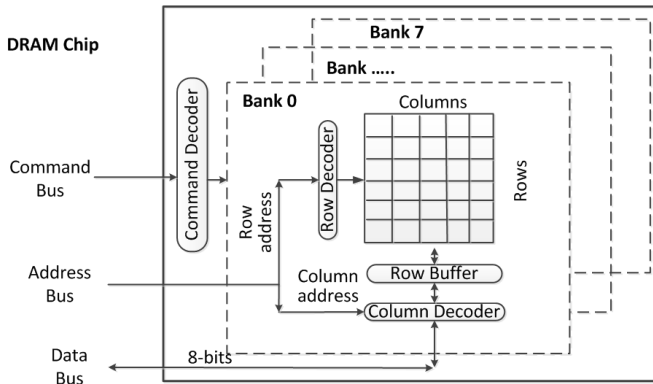 Bank 7
DRAM Chip
Bank .....
Bank 0
Columns
Command Decoder
Row Decoder
Rows
Command
Bus
Row
address
Row Buffer
Address
Bus
Column
address
Column Decoder
8-bits
Data
Bus